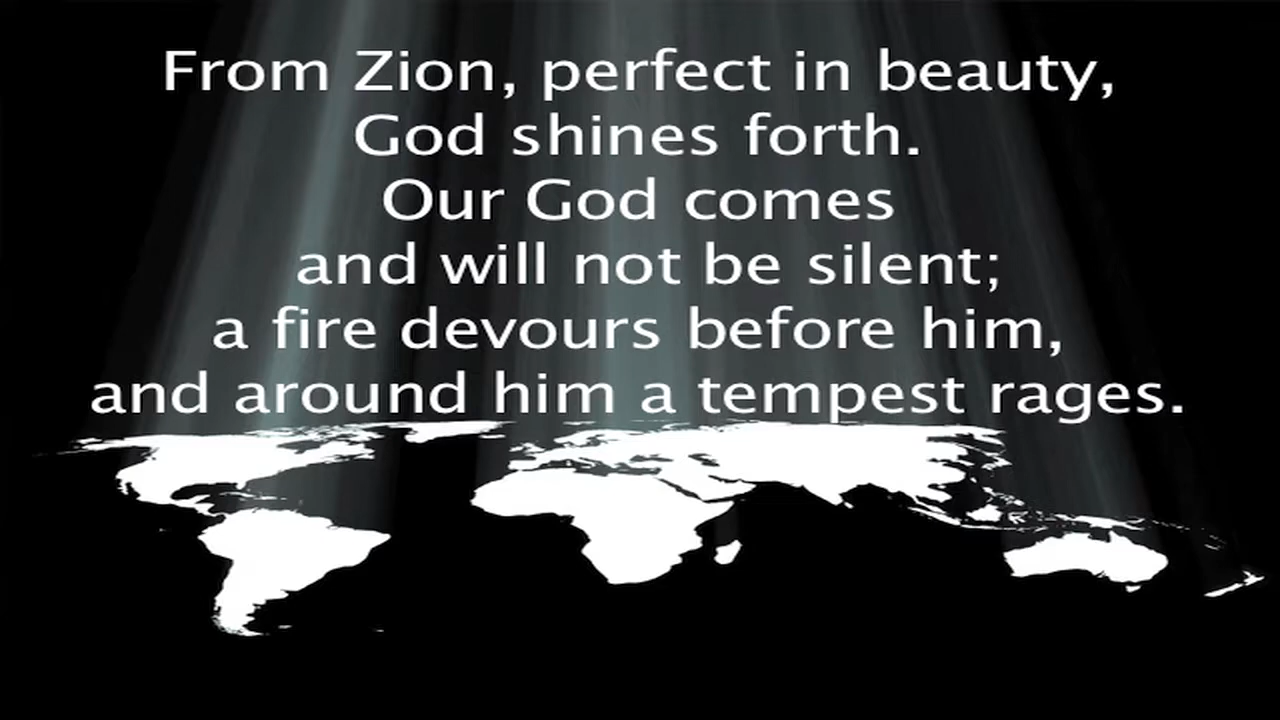 From Zion, perfect in beauty,
God shines forth.
Our God comes
and will not be silent;
a fire devours before him,
and around him a tempest rages.